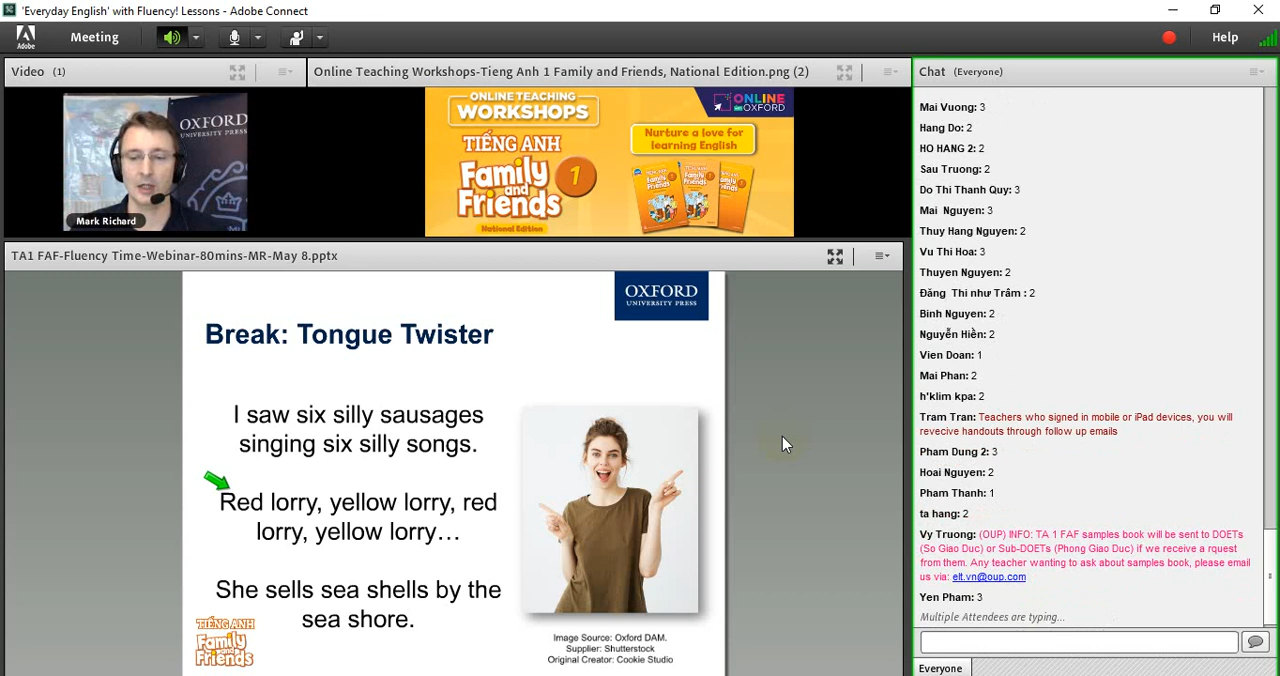 'Everyday English' with Fluency! Lessons - Adobe Connect
Adobe
Meeting
Help
Video (1)
OXFORD
UNIVERSITY PRESS
Mark Richard
Online Teaching Workshops-Tieng Anh 1 Family and Friends, National Edition.png (2)
ONLINE TEACHING
WORKSHOPS
TIẾNG ANH
Family
and
Friends
1
National Edition
ONLINE
OXFORD
Nurture a love for
learning English
TA1 FAF-Fluency Time-Webinar-80mins-MR-May 8.pptx
OXFORD
UNIVERSITY PRESS
Break: Tongue Twister
I saw six silly sausages
singing six silly songs.
Red lorry, yellow lorry, red
lorry, yellow lorry…
She sells sea shells by the
sea shore.
TIẾNG ANH
Family
and
Friends
Image Source: Oxford DAM.
Supplier: Shutterstock
Original Creator: Cookie Studio
Chat (Everyone)
Mai Vuong: 3
Hang Do: 2
HO HANG 2: 2
Sau Truong: 2
Do Thi Thanh Quy: 3
Mai Nguyen: 3
Thuy Hang Nguyen: 2
Vu Thi Hoa: 3
Thuyen Nguyen: 2
Đăng Thi như Trâm : 2
Binh Nguyen: 2
Nguyễn Hiền: 2
Vien Doan: 1
Mai Phan: 2
h'klim kpa: 2
Tram Tran: Teachers who signed in mobile or iPad devices, you will
revecive handouts through follow up emails
Pham Dung 2: 3
Hoai Nguyen: 2
Pham Thanh: 1
ta hang: 2
Vy Truong: (OUP) INFO: TA 1 FAF samples book will be sent to DOETs
(So Giao Duc) or Sub-DOETs (Phong Giao Duc) if we receive a rquest
from them. Any teacher wanting to ask about samples book, please email
us via: elt.vn@oup.com
Yen Pham: 3
Multiple Attendees are typing...
Everyone